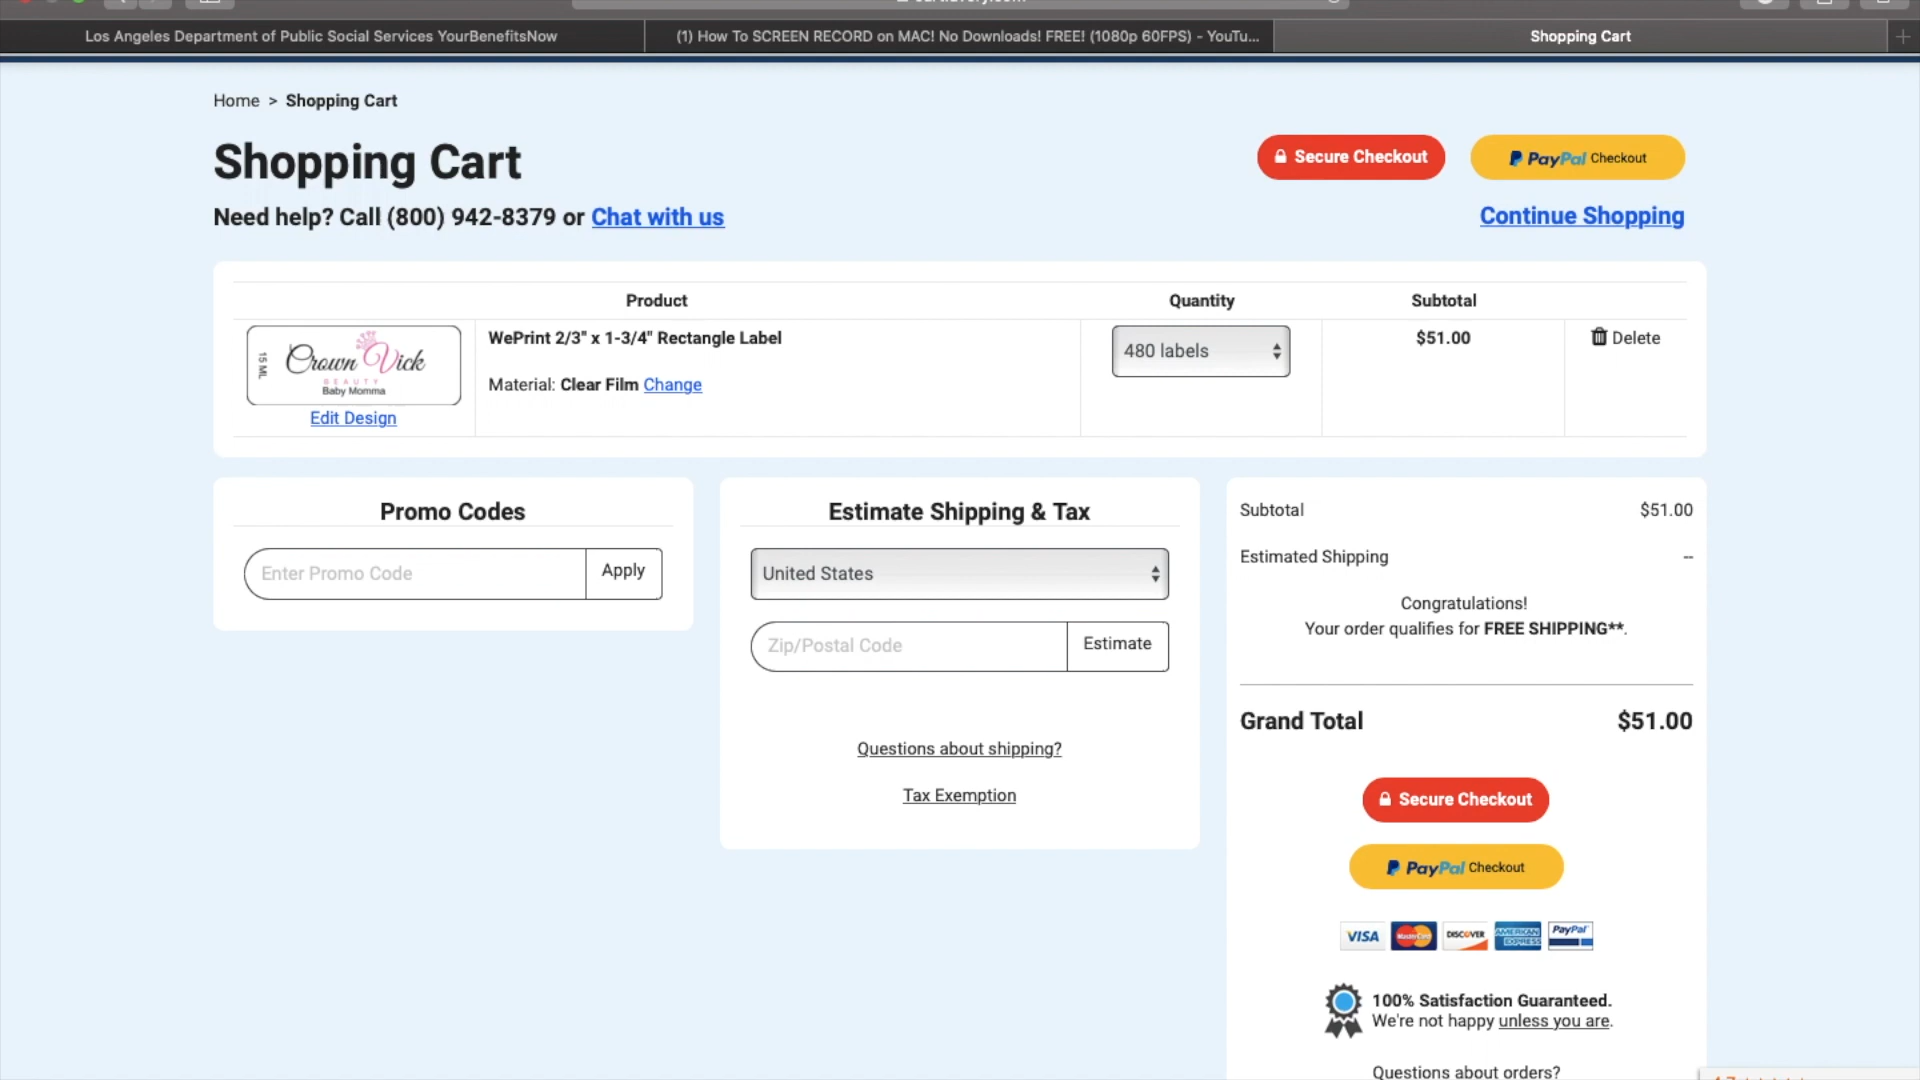 Los Angeles Department of Public Social Services YourBenefitsNow
(1) How To SCREEN RECORD on MAC! No Downloads! FREE! (1080p 60FPS) - YouTu...
Shopping Cart
Home > Shopping Cart
Shopping Cart
Secure Checkout
PayPal Checkout
Need help? Call (800) 942-8379 or Chat with us
Continue Shopping
Product
Quantity
Subtotal
15 ML
Crown Vick
BEAUTY
Baby Momma
Edit Design
WePrint 2/3" x 1-3/4" Rectangle Label
Material: Clear Film Change
480 labels
$51.00
Delete
Promo Codes
Enter Promo Code
Apply
Estimate Shipping & Tax
United States
Zip/Postal Code
Estimate
Questions about shipping?
Tax Exemption
Subtotal $51.00
Estimated Shipping --
Congratulations!
Your order qualifies for FREE SHIPPING**.
Grand Total $51.00
Secure Checkout
PayPal Checkout
VISA MasterCard DISCOVER AMERICAN EXPRESS PayPal
100% Satisfaction Guaranteed.
We're not happy unless you are.
Questions about orders?